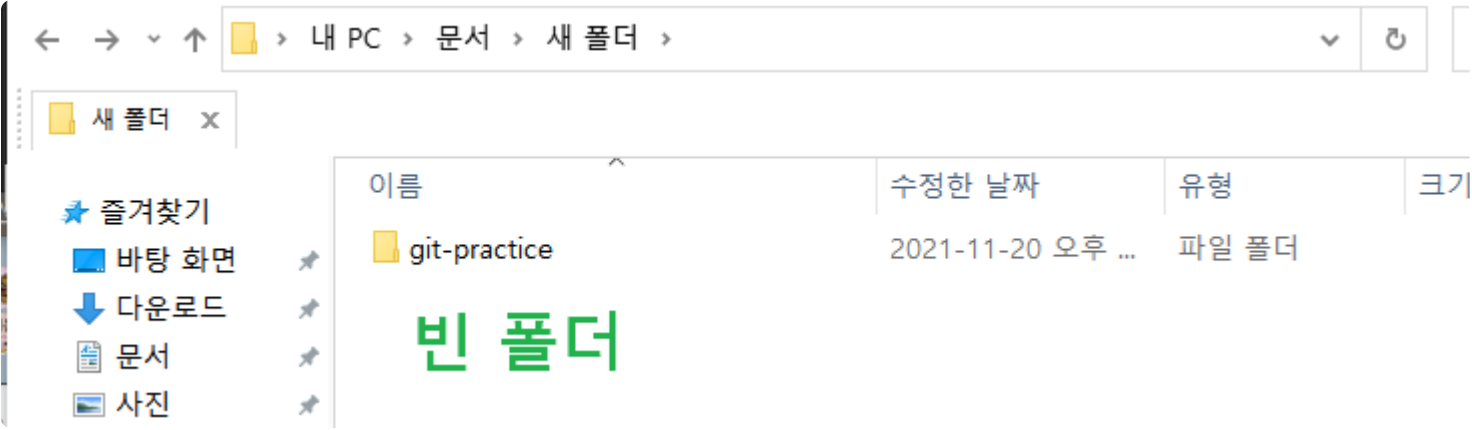 내 PC > 문서 > 새 폴더 >
새 폴더 x
이름 수정한 날짜 유형 크기
즐겨찾기
바탕 화면
다운로드
문서
사진
git-practice 2021-11-20 오후 ... 파일 폴더
빈 폴더